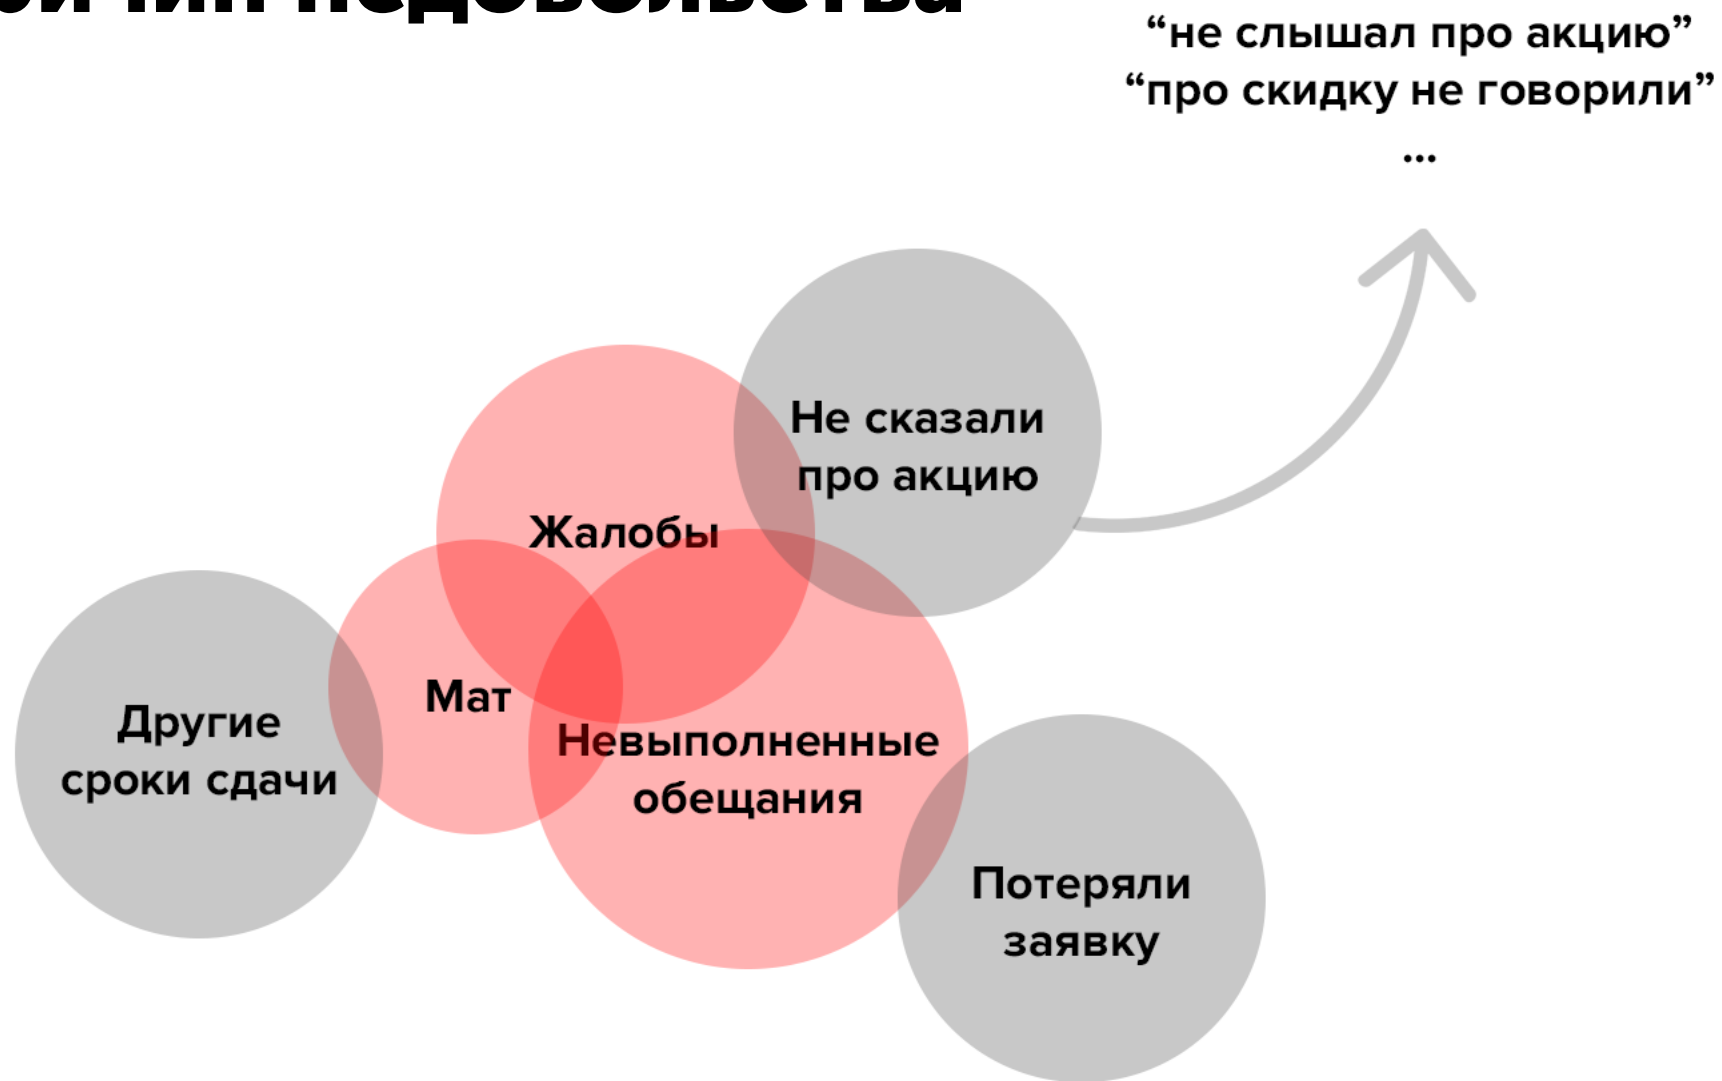 недовольства
“не слышал про акцию”
“про скидку не говорили”
...
Не сказали
про акцию
Жалобы
Мат
Другие
сроки сдачи
Невыполненные
обещания
Потеряли
заявку